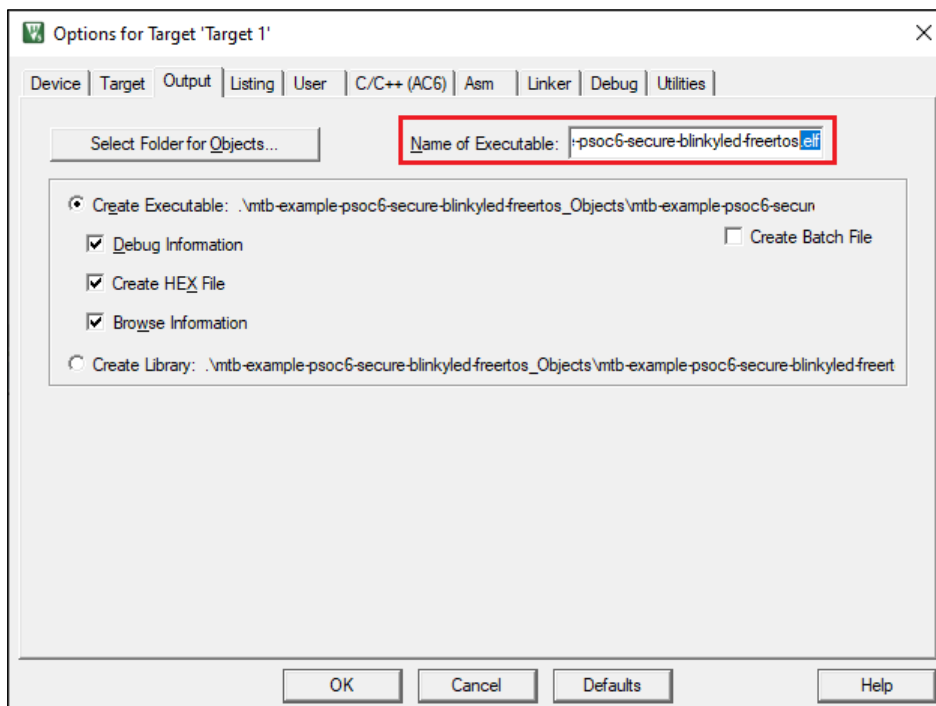 Options for Target 'Target 1'
Device Target Output Listing User C/C++ (AC6) Asm Linker Debug Utilities
Select Folder for Objects... Name of Executable: -psoc6-secure-blinkyled-freertos.elf
Create Executable: .\mtb-example-psoc6-secure-blinkyled-freertos_Objects\mtb-example-psoc6-secur
Debug Information Create Batch File
Create HEX File
Browse Information
Create Library: .\mtb-example-psoc6-secure-blinkyled-freertos_Objects\mtb-example-psoc6-secure-blinkyled-freert
OK Cancel Defaults Help